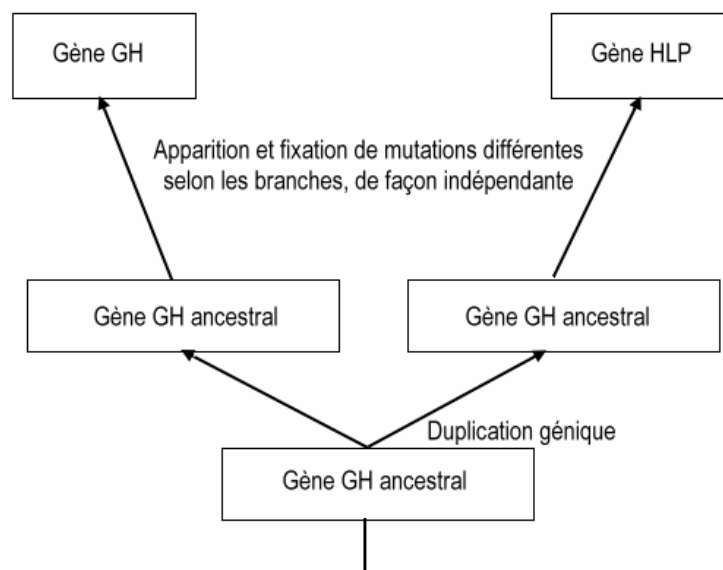 Gène GH
Gène HLP
Apparition et fixation de mutations différentes
selon les branches, de façon indépendante
Gène GH ancestral
Gène GH ancestral
Duplication génique
Gène GH ancestral